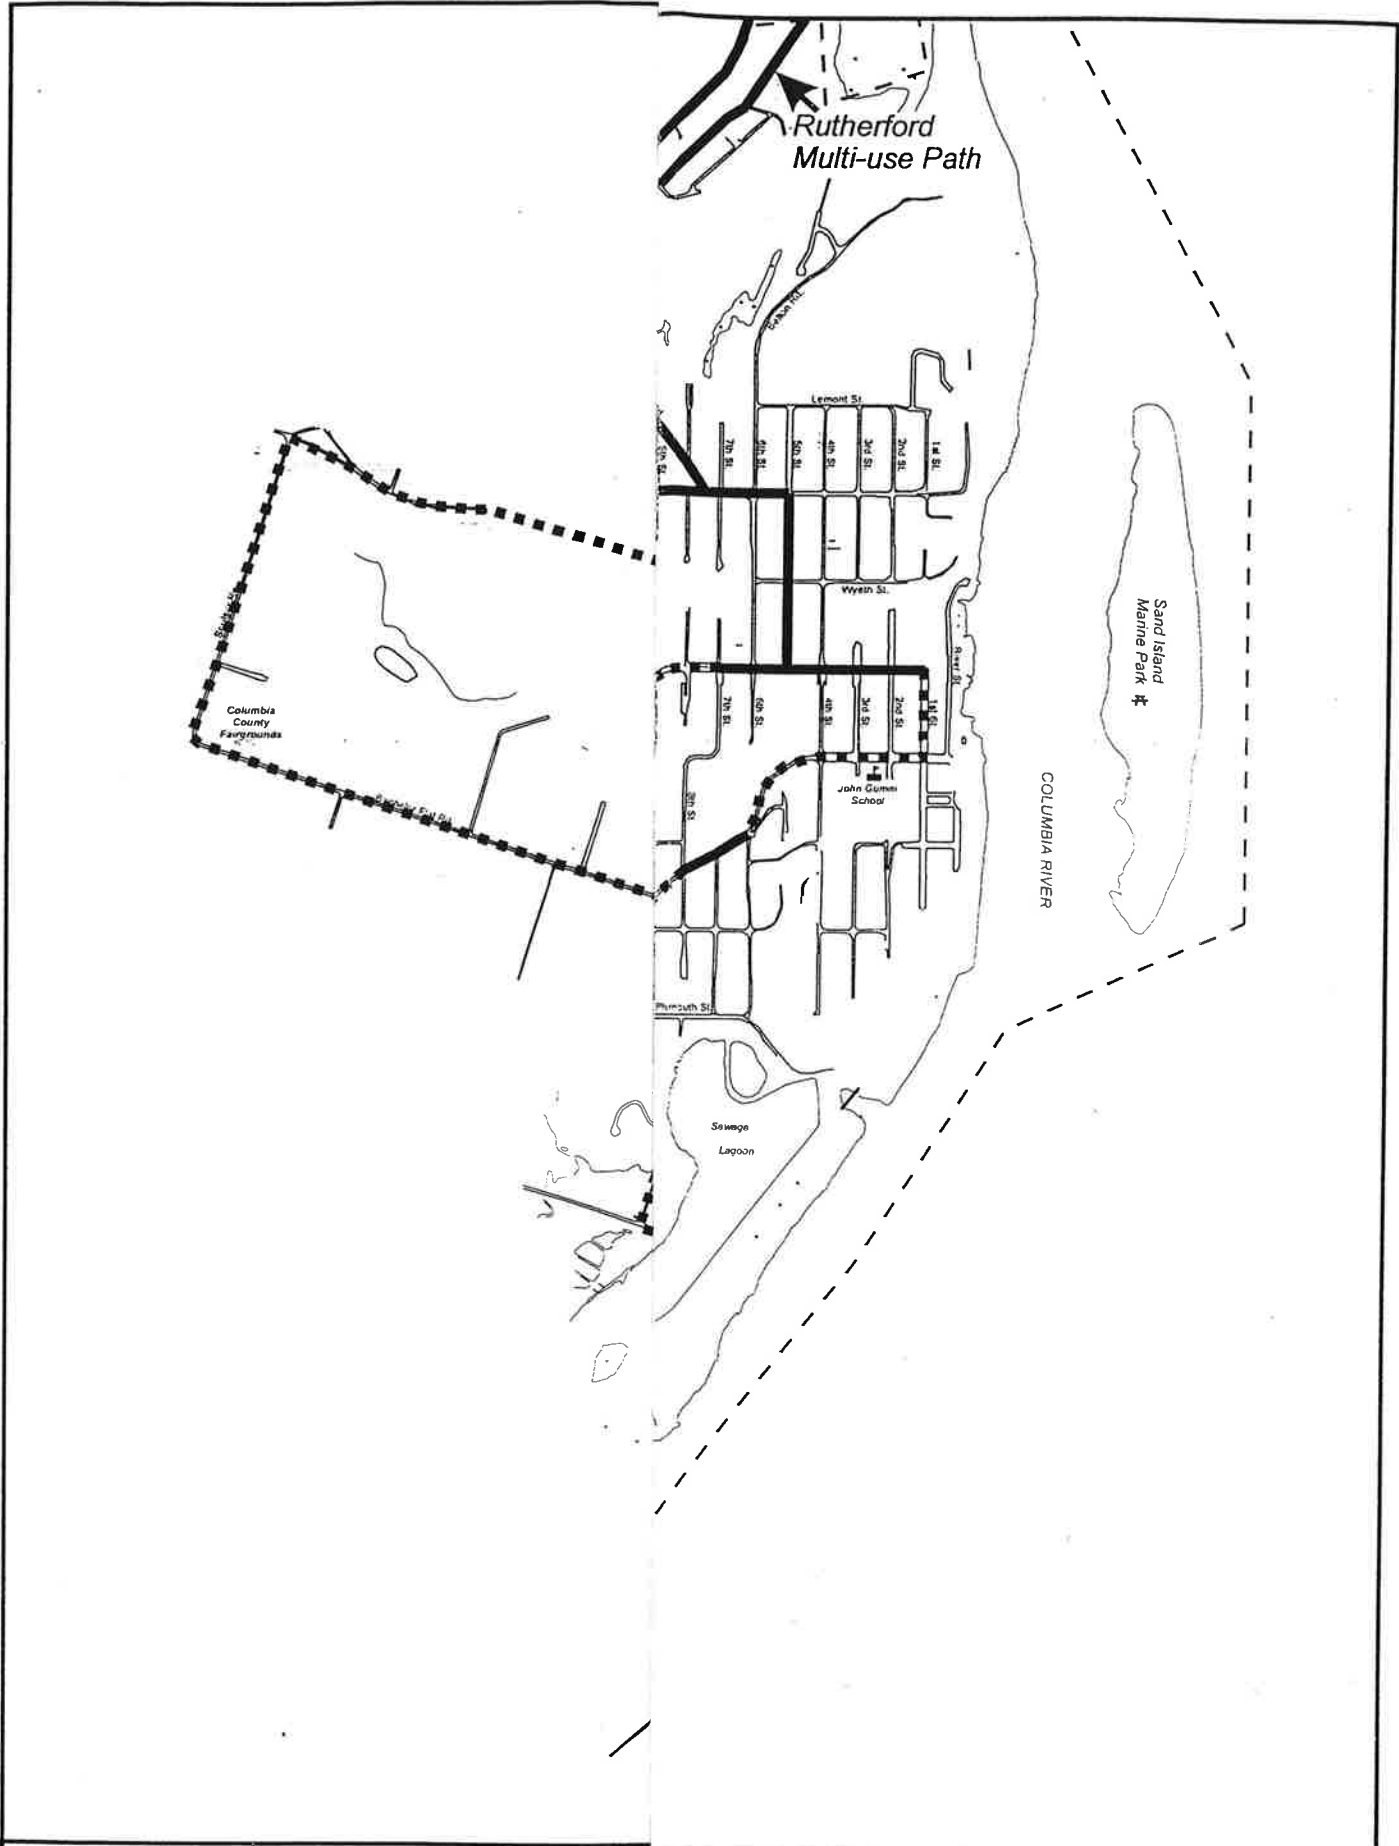 Rutherford
Multi-use Path
Lemont St.
7th St.
6th St.
5th St.
4th St.
3rd St.
2nd St.
1st St.
Wyeth St.
River St.
Sand Island
Marine Park
7th St.
6th St.
4th St.
3rd St.
2nd St.
1st St.
Columbia
County
Fairgrounds
John Gumm
School
COLUMBIA RIVER
Plymouth St.
Sewage
Lagoon